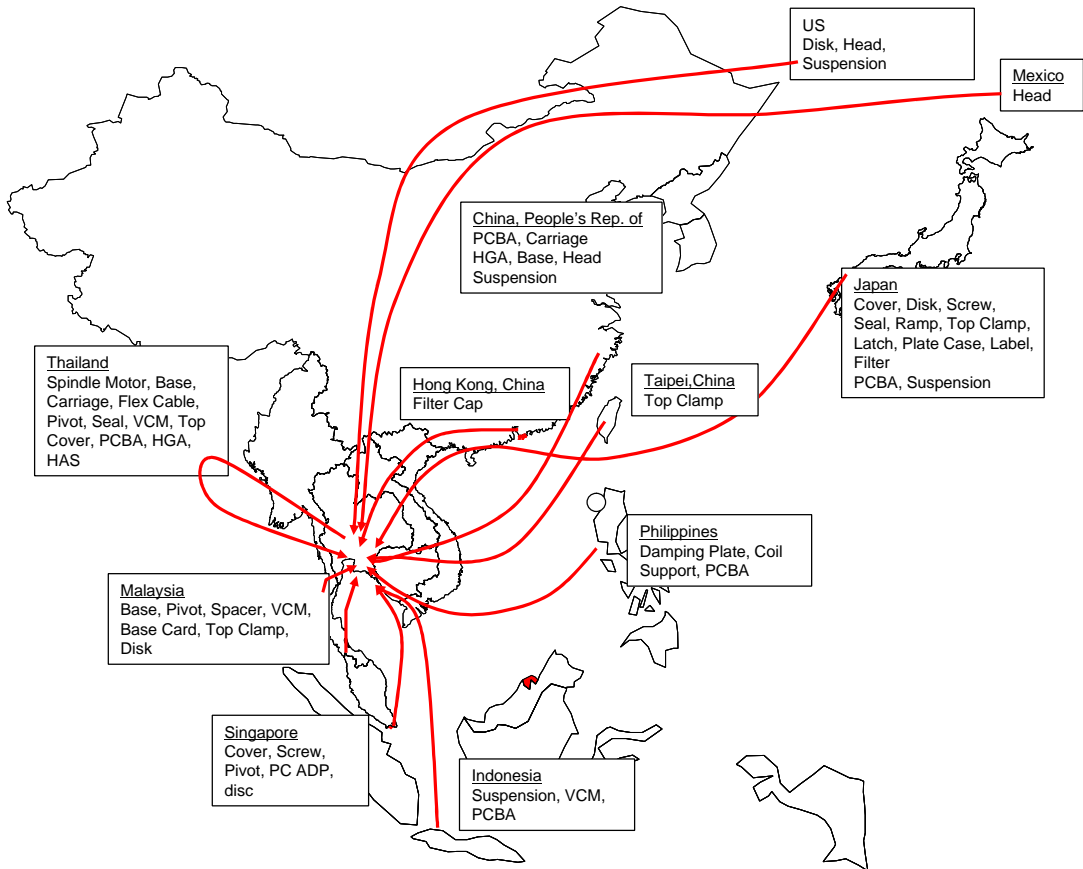 US
Disk, Head,
Suspension
Mexico
Head
China, People's Rep. of
PCBA, Carriage
HGA, Base, Head
Suspension
Japan
Cover, Disk, Screw,
Seal, Ramp, Top Clamp,
Latch, Plate Case, Label,
Filter
PCBA, Suspension
Thailand
Spindle Motor, Base,
Carriage, Flex Cable,
Pivot, Seal, VCM, Top
Cover, PCBA, HGA,
HAS
Hong Kong, China
Filter Cap
Taipei,China
Top Clamp
Philippines
Damping Plate, Coil
Support, PCBA
Malaysia
Base, Pivot, Spacer, VCM,
Base Card, Top Clamp,
Disk
Singapore
Cover, Screw,
Pivot, PC ADP,
disc
Indonesia
Suspension, VCM,
PCBA